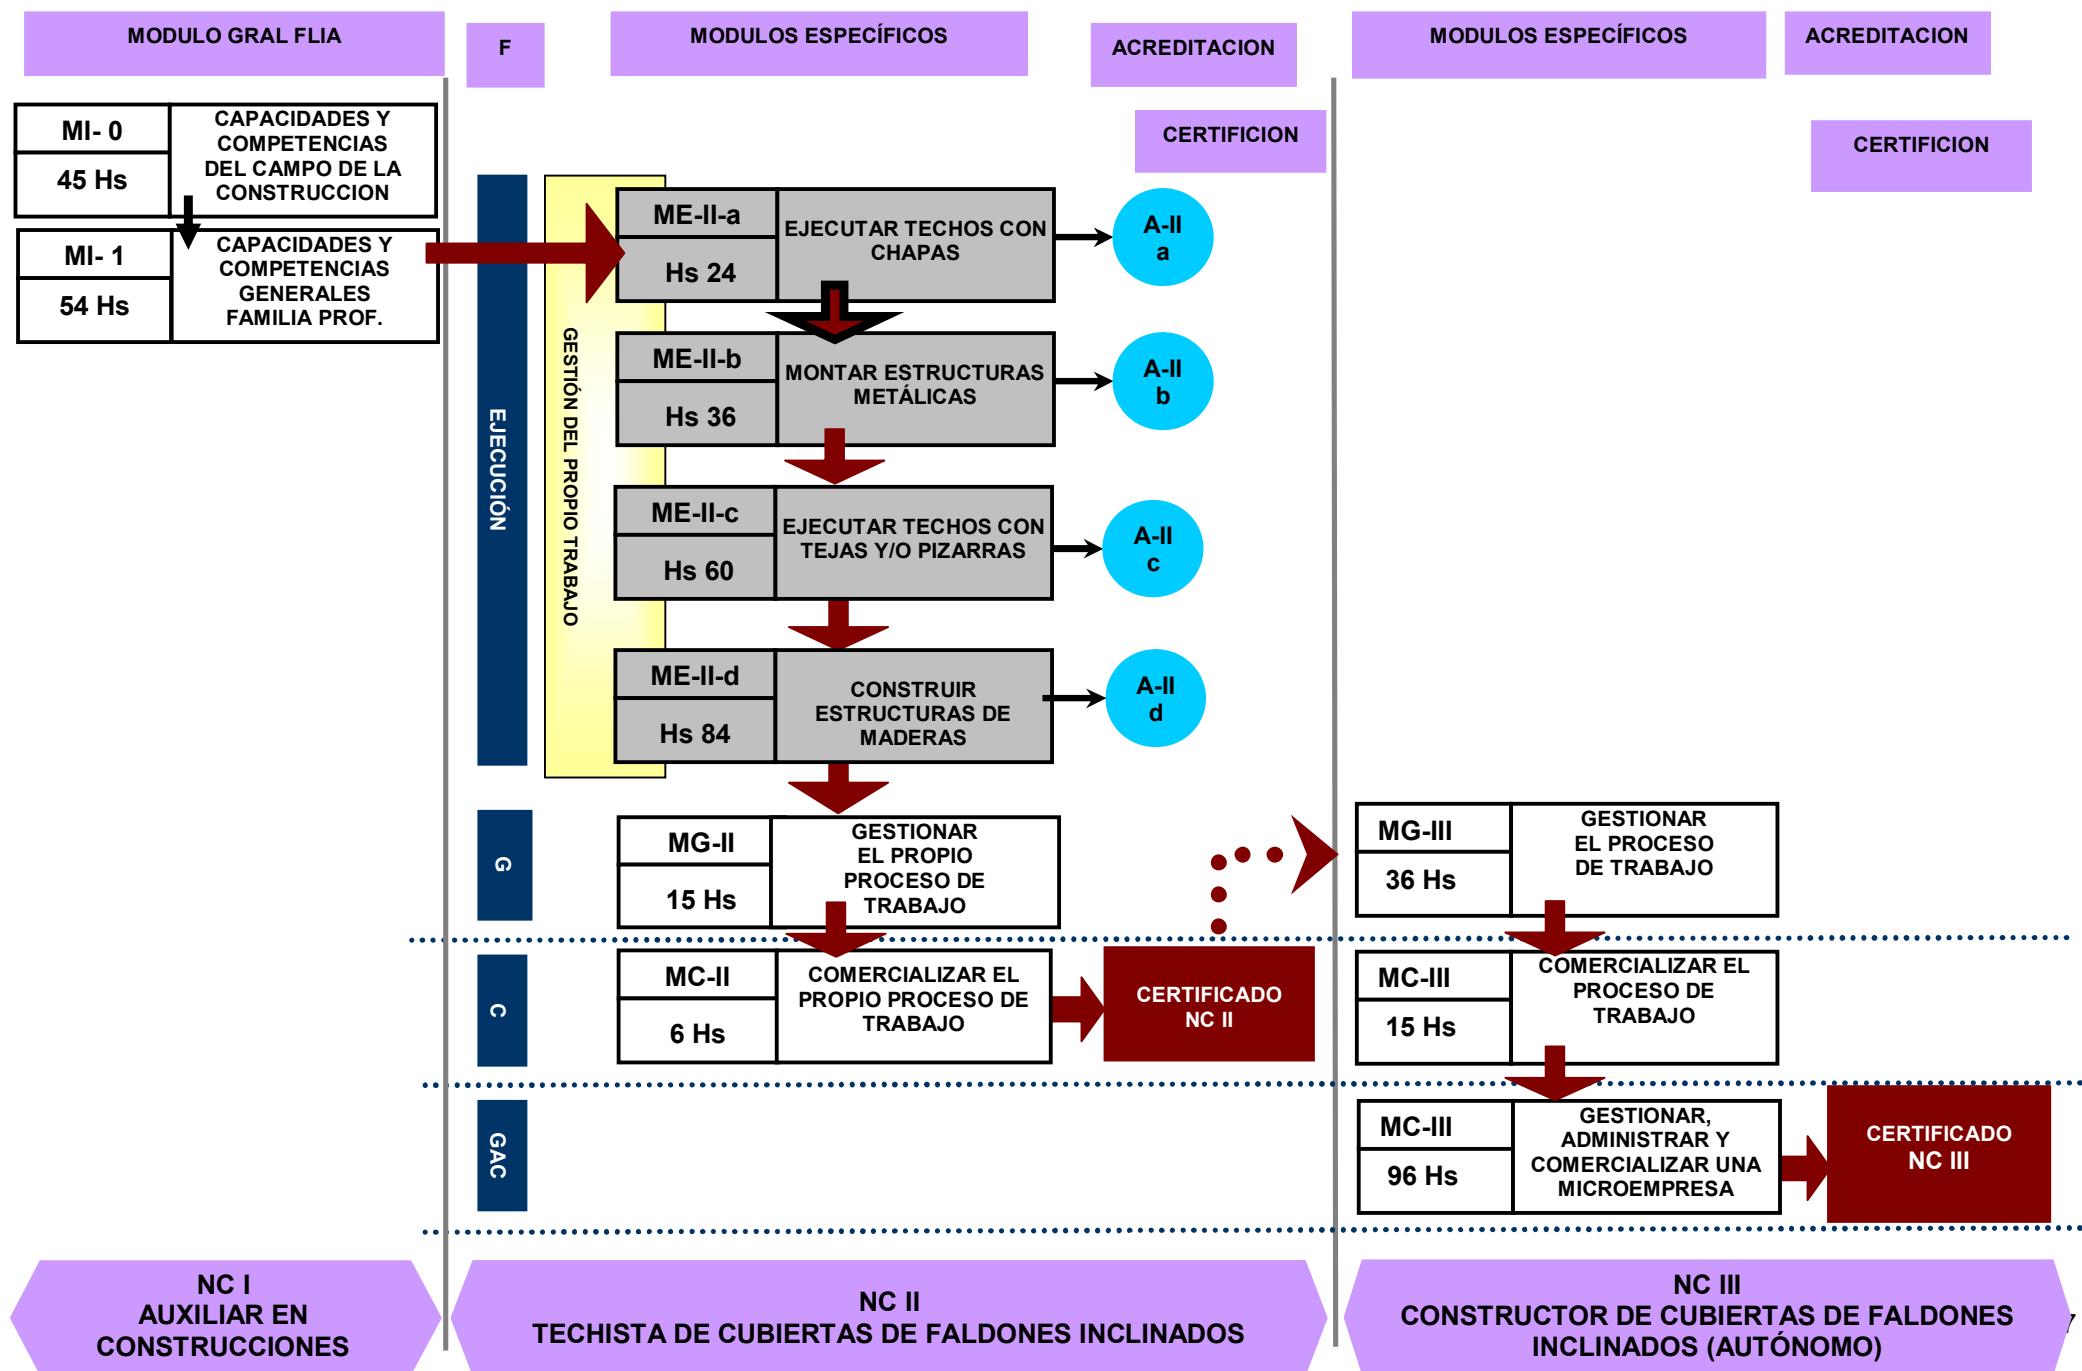 MODULO GRAL FLIA
F
MODULOS ESPECÍFICOS
ACREDITACION
MODULOS ESPECÍFICOS
ACREDITACION
CERTIFICION
CERTIFICION
MI- 0
45 Hs
CAPACIDADES Y
COMPETENCIAS
DEL CAMPO DE LA
CONSTRUCCION
MI- 1
54 Hs
CAPACIDADES Y
COMPETENCIAS
GENERALES
FAMILIA PROF.
EJECUCIÓN
GESTIÓN DEL PROPIO TRABAJO
ME-II-a
Hs 24
EJECUTAR TECHOS CON
CHAPAS
A-II
a
ME-II-b
Hs 36
MONTAR ESTRUCTURAS
METÁLICAS
A-II
b
ME-II-c
Hs 60
EJECUTAR TECHOS CON
TEJAS Y/O PIZARRAS
A-II
c
ME-II-d
Hs 84
CONSTRUIR
ESTRUCTURAS DE
MADERAS
A-II
d
G
MG-II
15 Hs
GESTIONAR
EL PROPIO
PROCESO DE
TRABAJO
MG-III
36 Hs
GESTIONAR
EL PROCESO
DE TRABAJO
C
MC-II
6 Hs
COMERCIALIZAR EL
PROPIO PROCESO DE
TRABAJO
CERTIFICADO
NC II
MC-III
15 Hs
COMERCIALIZAR EL
PROCESO DE
TRABAJO
GAC
MC-III
96 Hs
GESTIONAR,
ADMINISTRAR Y
COMERCIALIZAR UNA
MICROEMPRESA
CERTIFICADO
NC III
NC I
AUXILIAR EN
CONSTRUCCIONES
NC II
TECHISTA DE CUBIERTAS DE FALDONES INCLINADOS
NC III
CONSTRUCTOR DE CUBIERTAS DE FALDONES
INCLINADOS (AUTÓNOMO)